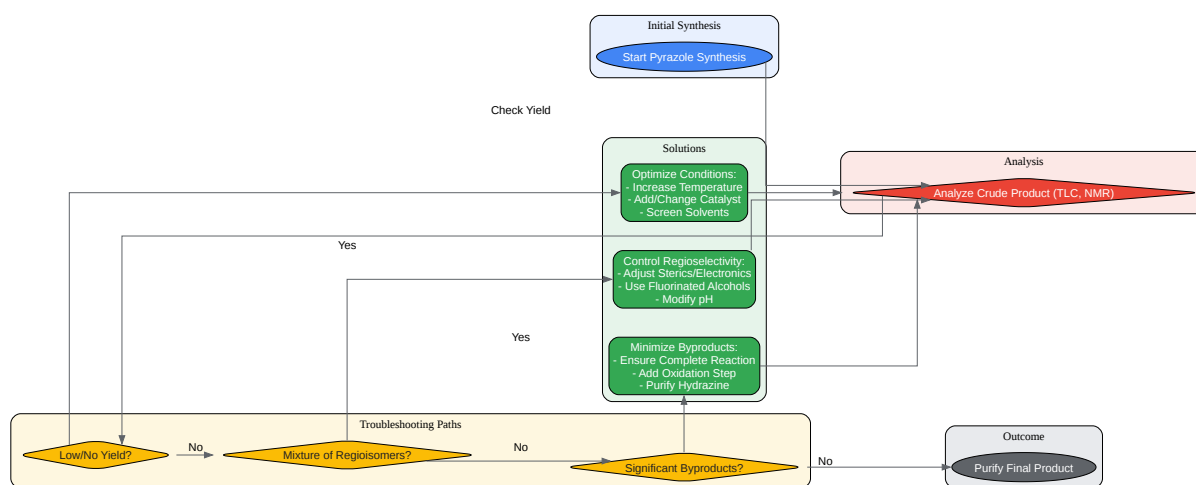 Initial Synthesis
Start Pyrazole Synthesis
Check Yield
Solutions
Optimize Conditions:
- Increase Temperature
- Add/Change Catalyst
- Screen Solvents
Analysis
Analyze Crude Product (TLC, NMR)
Yes
Control Regioselectivity:
- Adjust Sterics/Electronics
- Use Fluorinated Alcohols
- Modify pH
Yes
Minimize Byproducts:
- Ensure Complete Reaction
- Add Oxidation Step
- Purify Hydrazine
Troubleshooting Paths
Low/No Yield?
No
Mixture of Regioisomers?
No
Significant Byproducts?
No
Outcome
Purify Final Product